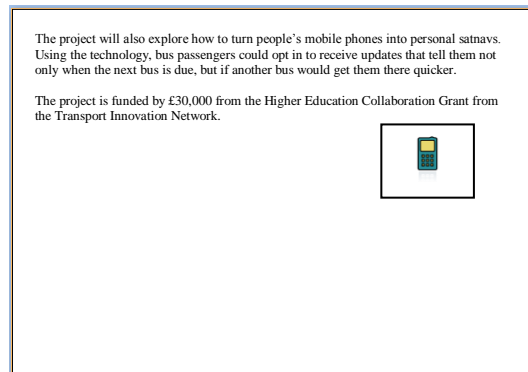 The project will also explore how to turn people's mobile phones into personal satnavs.
Using the technology, bus passengers could opt in to receive updates that tell them not
only when the next bus is due, but if another bus would get them there quicker.
The project is funded by £30,000 from the Higher Education Collaboration Grant from
the Transport Innovation Network.